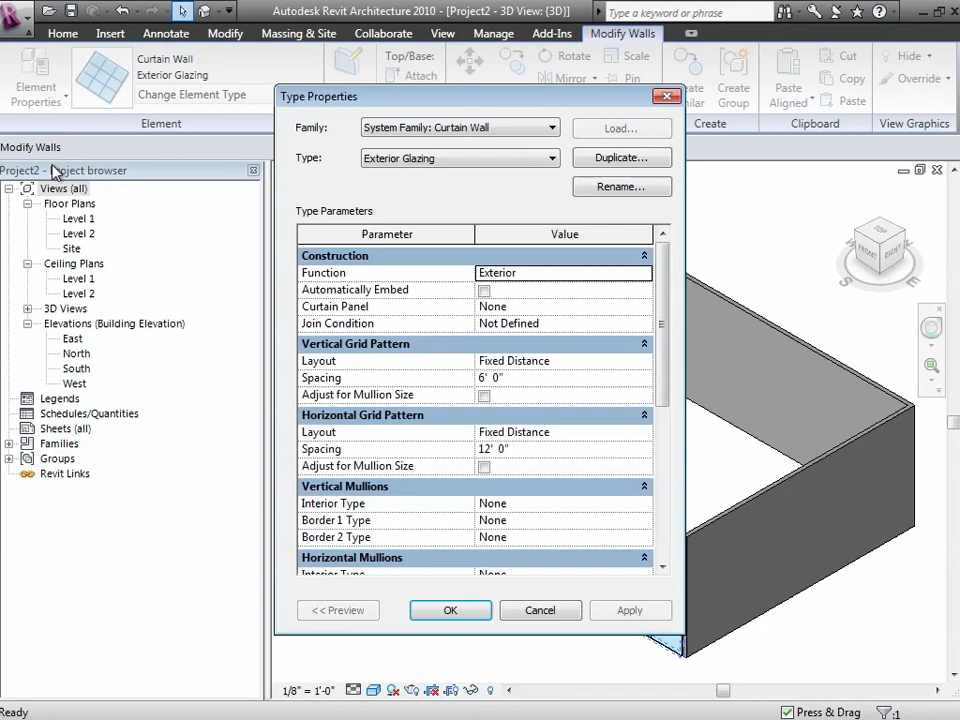 Autodesk Revit Architecture 2010 - [Project2 - 3D View: {3D}]
Type a keyword or phrase
Home Insert Annotate Modify Massing & Site Collaborate View Manage Add-Ins Modify Walls
Element
Properties
Curtain Wall
Exterior Glazing
Change Element Type
Top/Base:
Attach
Rotate
Mirror
Scale
Pin
Create
Group
Paste
Aligned
Cut
Copy
Paste
Hide
Override
Element
Create
Clipboard
View Graphics
Modify Walls
Project2 - browser
Views (all)
Floor Plans
Level 1
Level 2
Site
Ceiling Plans
Level 1
Level 2
3D Views
Elevations (Building Elevation)
East
North
South
West
Legends
Schedules/Quantities
Sheets (all)
Families
Groups
Revit Links
Type Properties
Family: System Family: Curtain Wall Load...
Type: Exterior Glazing Duplicate...
Rename...
Type Parameters
Parameter Value
Construction
Function Exterior
Automatically Embed
Curtain Panel None
Join Condition Not Defined
Vertical Grid Pattern
Layout Fixed Distance
Spacing 6' 0"
Adjust for Mullion Size
Horizontal Grid Pattern
Layout Fixed Distance
Spacing 12' 0"
Adjust for Mullion Size
Vertical Mullions
Interior Type None
Border 1 Type None
Border 2 Type None
Horizontal Mullions
Interior Type None
<< Preview OK Cancel Apply
TOP
FRONT
RIGHT
W
S
E
1/8" = 1'-0"
Ready
Press & Drag
:1